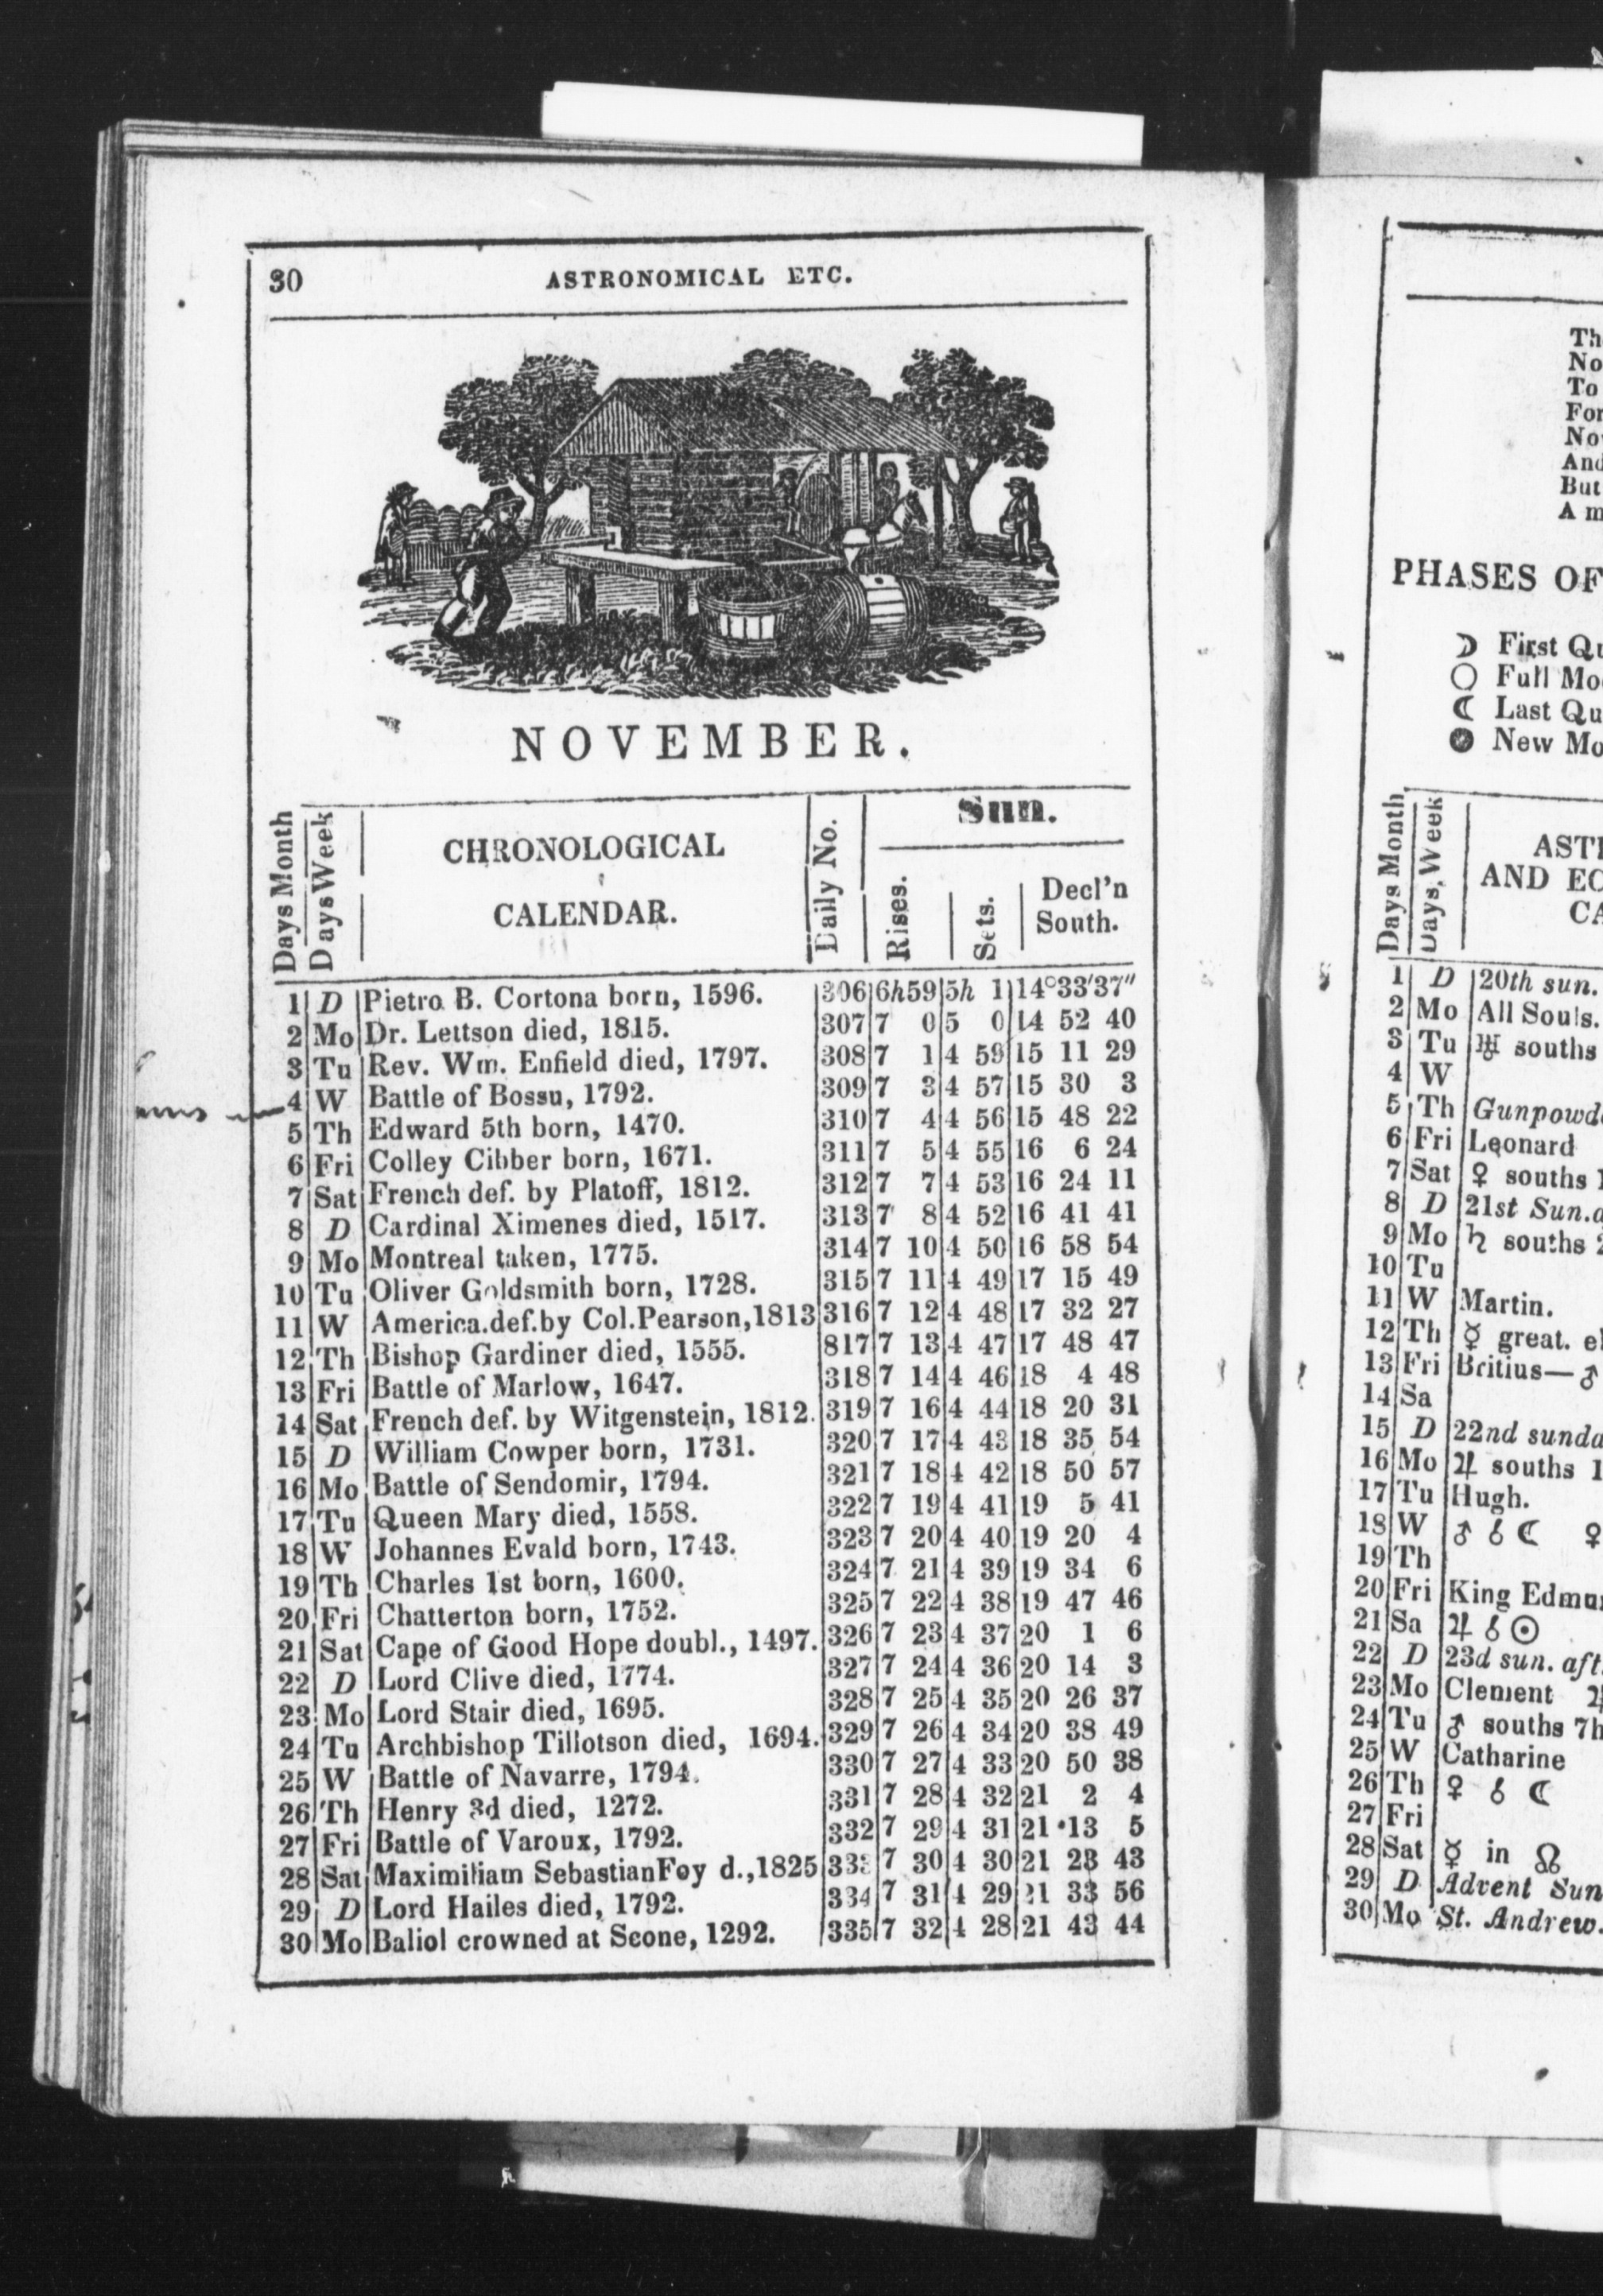 30 ASTRONOMICAL ETC.
NOVEMBER.
Days Month Days Week CHRONOLOGICAL CALENDAR. Daily No. Sun. Rises. Sets. Decl'n South.
1 D Pietro B. Cortona born, 1596. 306 6h59 5h 1 14°33'37"
2 Mo Dr. Lettson died, 1815. 307 7 0 5 0 14 52 40
3 Tu Rev. Wm. Enfield died, 1797. 308 7 1 4 59 15 11 29
4 W Battle of Bossu, 1792. 309 7 3 4 57 15 30 3
5 Th Edward 5th born, 1470. 310 7 4 4 56 15 48 22
6 Fri Colley Cibber born, 1671. 311 7 5 4 55 16 6 24
7 Sat French def. by Platoff, 1812. 312 7 7 4 53 16 24 11
8 D Cardinal Ximenes died, 1517. 313 7 8 4 52 16 41 41
9 Mo Montreal taken, 1775. 314 7 10 4 50 16 58 54
10 Tu Oliver Goldsmith born, 1728. 315 7 11 4 49 17 15 49
11 W America.def.by Col.Pearson,1813 316 7 12 4 48 17 32 27
12 Th Bishop Gardiner died, 1555. 817 7 13 4 47 17 48 47
13 Fri Battle of Marlow, 1647. 318 7 14 4 46 18 4 48
14 Sat French def. by Witgenstein, 1812. 319 7 16 4 44 18 20 31
15 D William Cowper born, 1731. 320 7 17 4 43 18 35 54
16 Mo Battle of Sendomir, 1794. 321 7 18 4 42 18 50 57
17 Tu Queen Mary died, 1558. 322 7 19 4 41 19 5 41
18 W Johannes Evald born, 1743. 323 7 20 4 40 19 20 4
19 Th Charles 1st born, 1600. 324 7 21 4 39 19 34 6
20 Fri Chatterton born, 1752. 325 7 22 4 38 19 47 46
21 Sat Cape of Good Hope doubl., 1497. 326 7 23 4 37 20 1 6
22 D Lord Clive died, 1774. 327 7 24 4 36 20 14 3
23 Mo Lord Stair died, 1695. 328 7 25 4 35 20 26 37
24 Tu Archbishop Tillotson died, 1694. 329 7 26 4 34 20 38 49
25 W Battle of Navarre, 1794. 330 7 27 4 33 20 50 38
26 Th Henry 3d died, 1272. 331 7 28 4 32 21 2 4
27 Fri Battle of Varoux, 1792. 332 7 29 4 31 21 13 5
28 Sat Maximiliam SebastianFoy d.,1825 333 7 30 4 30 21 23 43
29 D Lord Hailes died, 1792. 334 7 31 4 29 21 33 56
30 Mo Baliol crowned at Scone, 1292. 335 7 32 4 28 21 43 44
No
To
And
But
A
PHASES OF
☽ First
○ Full
☾ Last
● New
Days Month Days, Week
AND
1 D 20th sun.
2 Mo All Souls.
3 Tu ♅ souths
4 W
5 Th
6 Fri Leonard
7 Sat ♀ souths
8 D 21st Sun.
9 Mo ♄ souths
10 Tu
11 W Martin.
12 Th ☿ great.
13 Fri Britius—♂
14 Sa
15 D 22nd
16 Mo ♃ souths
17 Tu Hugh.
18 W ♂ ☌ ☾ ♀
19 Th
20 Fri King
21 Sa ♃ ☌ ☉
22 D 23d sun. aft.
23 Mo Clement
24 Tu ♂ souths 7h
25 W Catharine
26 Th ♀ ☌ ☾
27 Fri
28 Sat ☿ in ☊
29 D Advent Sun
30 Mo St. Andrew.